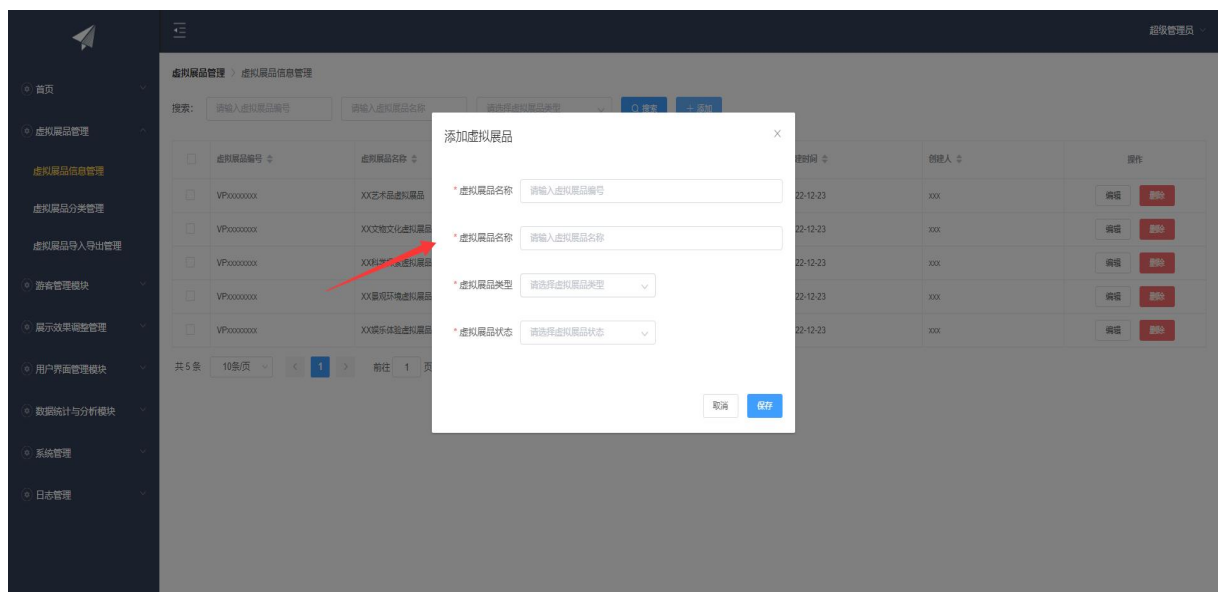 超级管理员
首页
虚拟展品管理
虚拟展品信息管理
虚拟展品分类管理
虚拟展品导入导出管理
游客管理模块
展示效果调整管理
用户界面管理模块
数据统计与分析模块
系统管理
日志管理
虚拟展品管理 > 虚拟展品信息管理
搜索: 请输入虚拟展品编号 请输入虚拟展品名称 请选择虚拟展品类型 搜索 + 添加
虚拟展品编号 虚拟展品名称 创建人 操作
VPxxxxxxxx XX艺术品虚拟展品 22-12-23 xxx 编辑 删除
VPxxxxxxxx XX文物文化虚拟展品 22-12-23 xxx 编辑 删除
VPxxxxxxxx 22-12-23 xxx 编辑 删除
VPxxxxxxxx XX景观环境虚拟展品 22-12-23 xxx 编辑 删除
VPxxxxxxxx XX娱乐体验虚拟展品 22-12-23 xxx 编辑 删除
共 5 条 10条/页 < 1 > 前往 1 页
添加虚拟展品
* 虚拟展品名称 请输入虚拟展品编号
* 虚拟展品名称 请输入虚拟展品名称
* 虚拟展品类型 请选择虚拟展品类型
* 虚拟展品状态 请选择虚拟展品状态
取消 保存